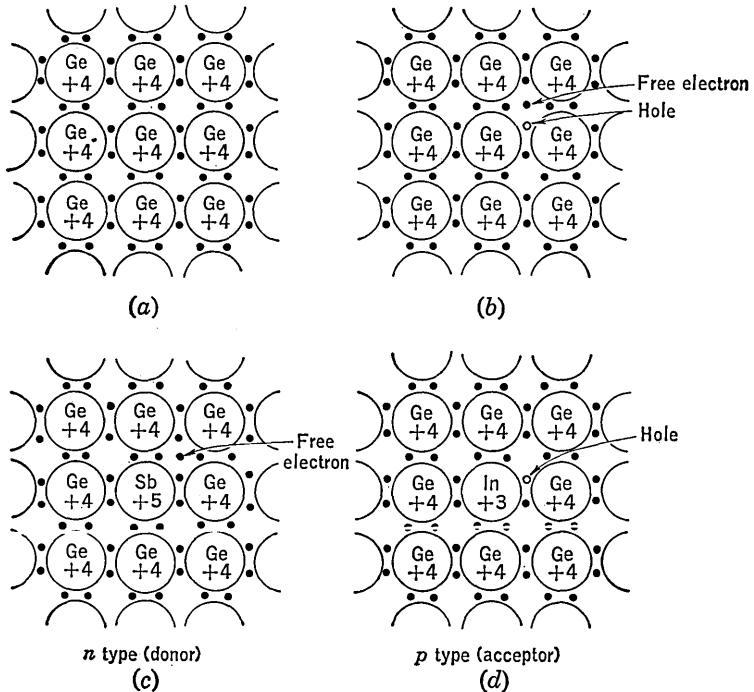 Ge Ge Ge
+4 +4 +4
Ge Ge Ge
+4 +4 +4
Ge Ge Ge
+4 +4 +4
(a)
Ge Ge Ge
+4 +4 +4
Free electron
Hole
Ge Ge Ge
+4 +4 +4
Ge Ge Ge
+4 +4 +4
(b)
Ge Ge Ge
+4 +4 +4
Free
electron
Ge Sb Ge
+4 +5 +4
Ge Ge Ge
+4 +4 +4
n type (donor)
(c)
Ge Ge Ge
+4 +4 +4
Hole
Ge In Ge
+4 +3 +4
Ge Ge Ge
+4 +4 +4
p type (acceptor)
(d)